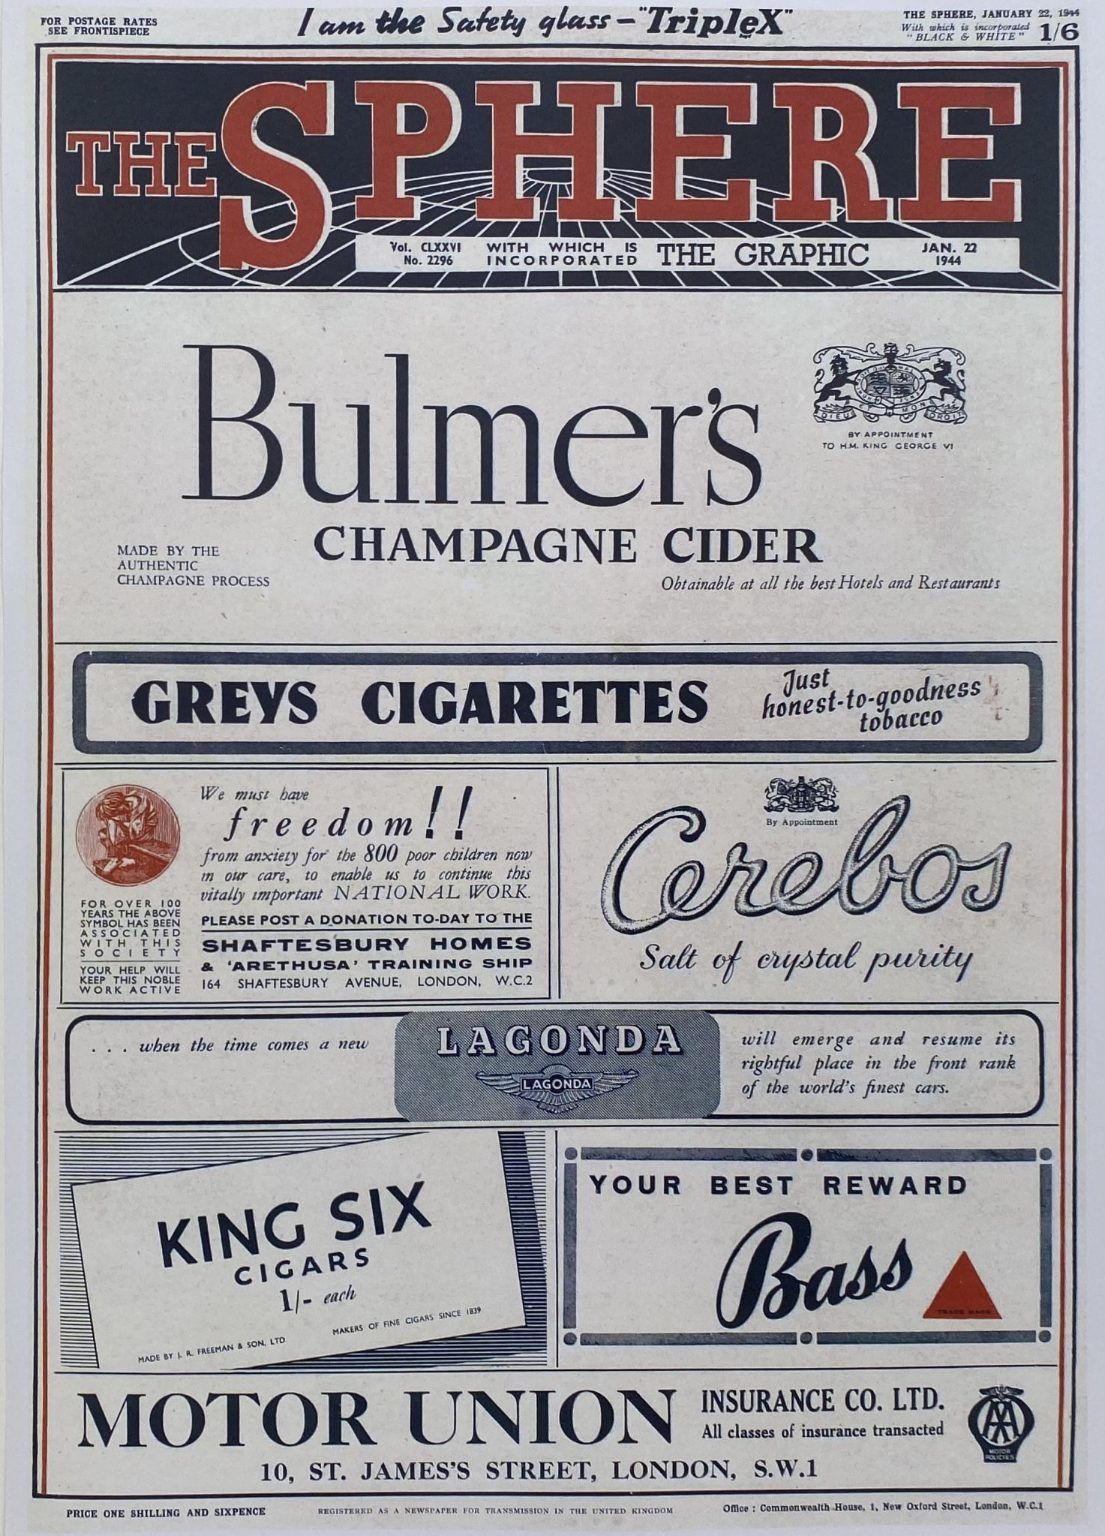 FOR POSTAGE RATES
SEE FRONTISPIECE
I am the Safety glass – "TripleX"
THE SPHERE, JANUARY 22, 1944
With which is incorporated
"BLACK & WHITE"
1/6
THE SPHERE
Vol. CLXXVI
No. 2296
WITH WHICH IS
INCORPORATED
THE GRAPHIC
JAN. 22
1944
Bulmer's
BY APPOINTMENT
TO H.M. KING GEORGE VI
CHAMPAGNE CIDER
MADE BY THE
AUTHENTIC
CHAMPAGNE PROCESS
Obtainable at all the best Hotels and Restaurants
GREYS CIGARETTES
Just
honest-to-goodness
tobacco
We must have
freedom!!
from anxiety for the 800 poor children now
in our care, to enable us to continue this
vitally important NATIONAL WORK.
PLEASE POST A DONATION TO-DAY TO THE
SHAFTESBURY HOMES
& 'ARETHUSA' TRAINING SHIP
164 SHAFTESBURY AVENUE, LONDON, W.C.2
FOR OVER 100
YEARS THE ABOVE
SYMBOL HAS BEEN
ASSOCIATED
WITH THIS
SOCIETY
YOUR HELP WILL
KEEP THIS NOBLE
WORK ACTIVE
By Appointment
Cerebos
Salt of crystal purity
. . . when the time comes a new
LAGONDA
LAGONDA
will emerge and resume its
rightful place in the front rank
of the world's finest cars.
KING SIX
CIGARS
1/- each
MADE BY J. R. FREEMAN & SON, LTD
MAKERS OF FINE CIGARS SINCE 1839
YOUR BEST REWARD
Bass
TRADE MARK
MOTOR UNION
INSURANCE CO. LTD.
All classes of insurance transacted
AA
MOTOR
POLICIES
10, ST. JAMES'S STREET, LONDON, S.W.1
PRICE ONE SHILLING AND SIXPENCE
REGISTERED AS A NEWSPAPER FOR TRANSMISSION IN THE UNITED KINGDOM
Office : Commonwealth House, 1, New Oxford Street, London, W.C.1